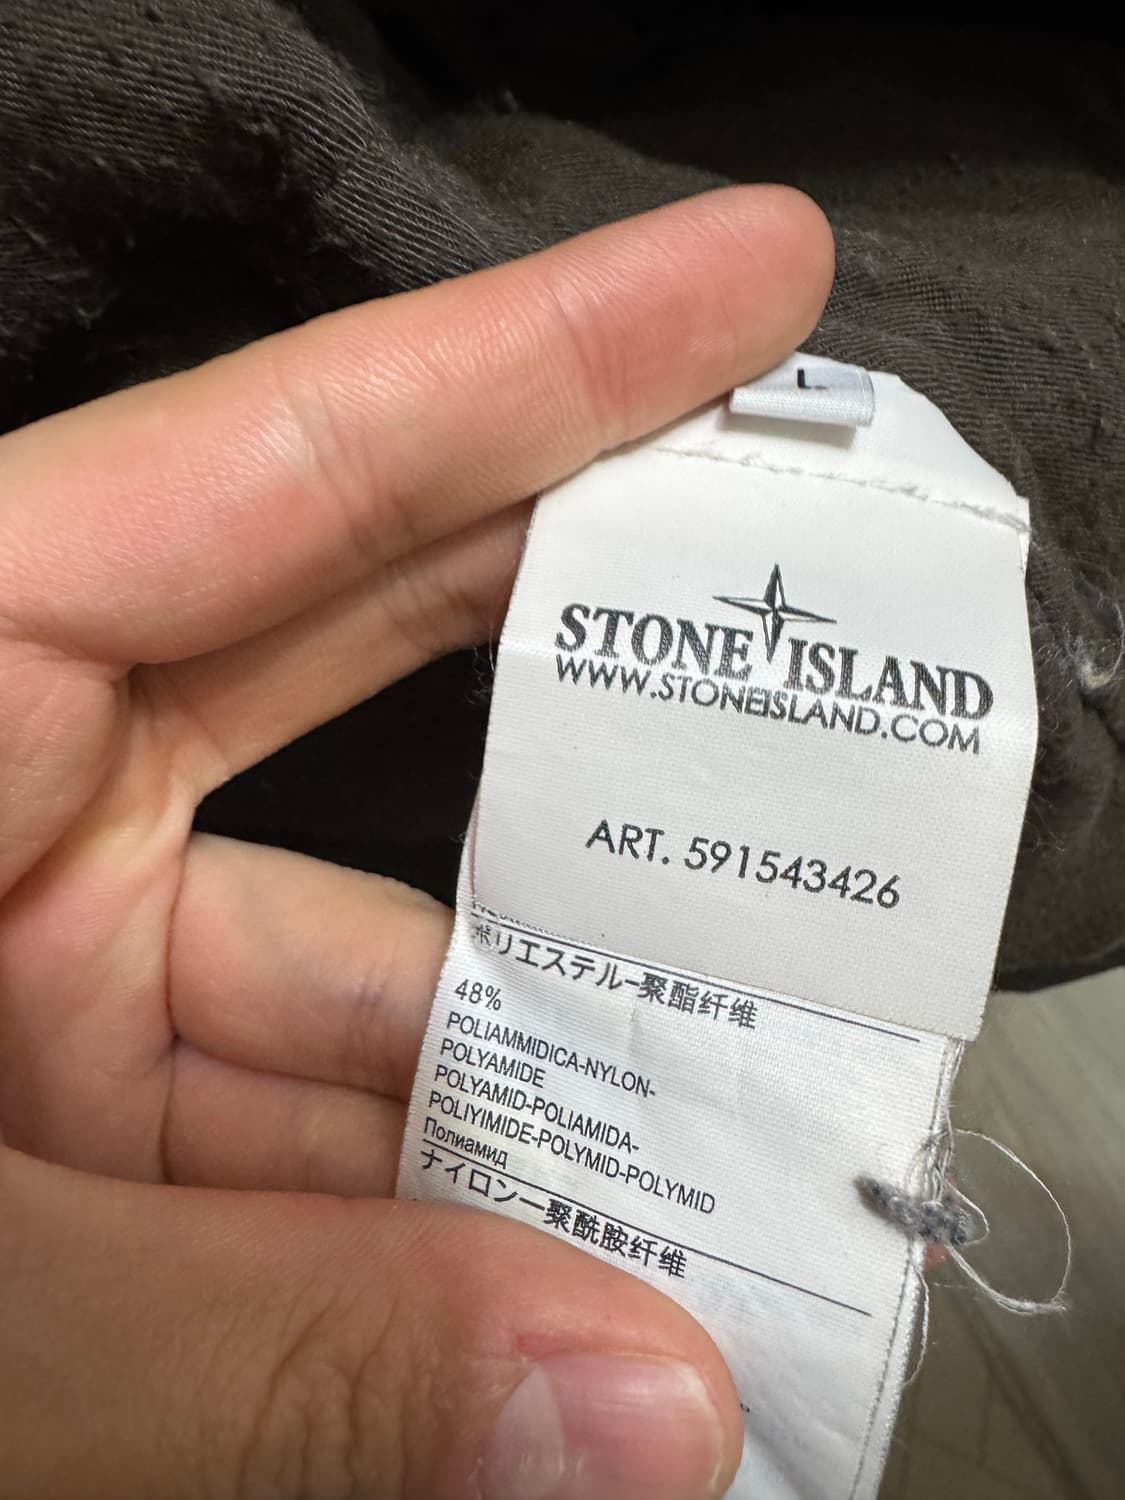 L
STONE ISLAND
WWW.STONEISLAND.COM
ART. 591543426
ポリエステル-聚酯纤维
48%
POLIAMMIDICA-NYLON-
POLYAMIDE
POLYAMID-POLIAMIDA-
POLIYIMIDE-POLYMID-POLYMID
Полиамид
ナイロン-聚酰胺纤维